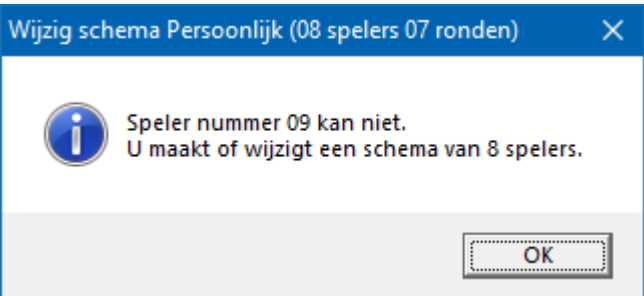 Wijzig schema Persoonlijk (08 spelers 07 ronden)
Speler nummer 09 kan niet.
U maakt of wijzigt een schema van 8 spelers.
OK